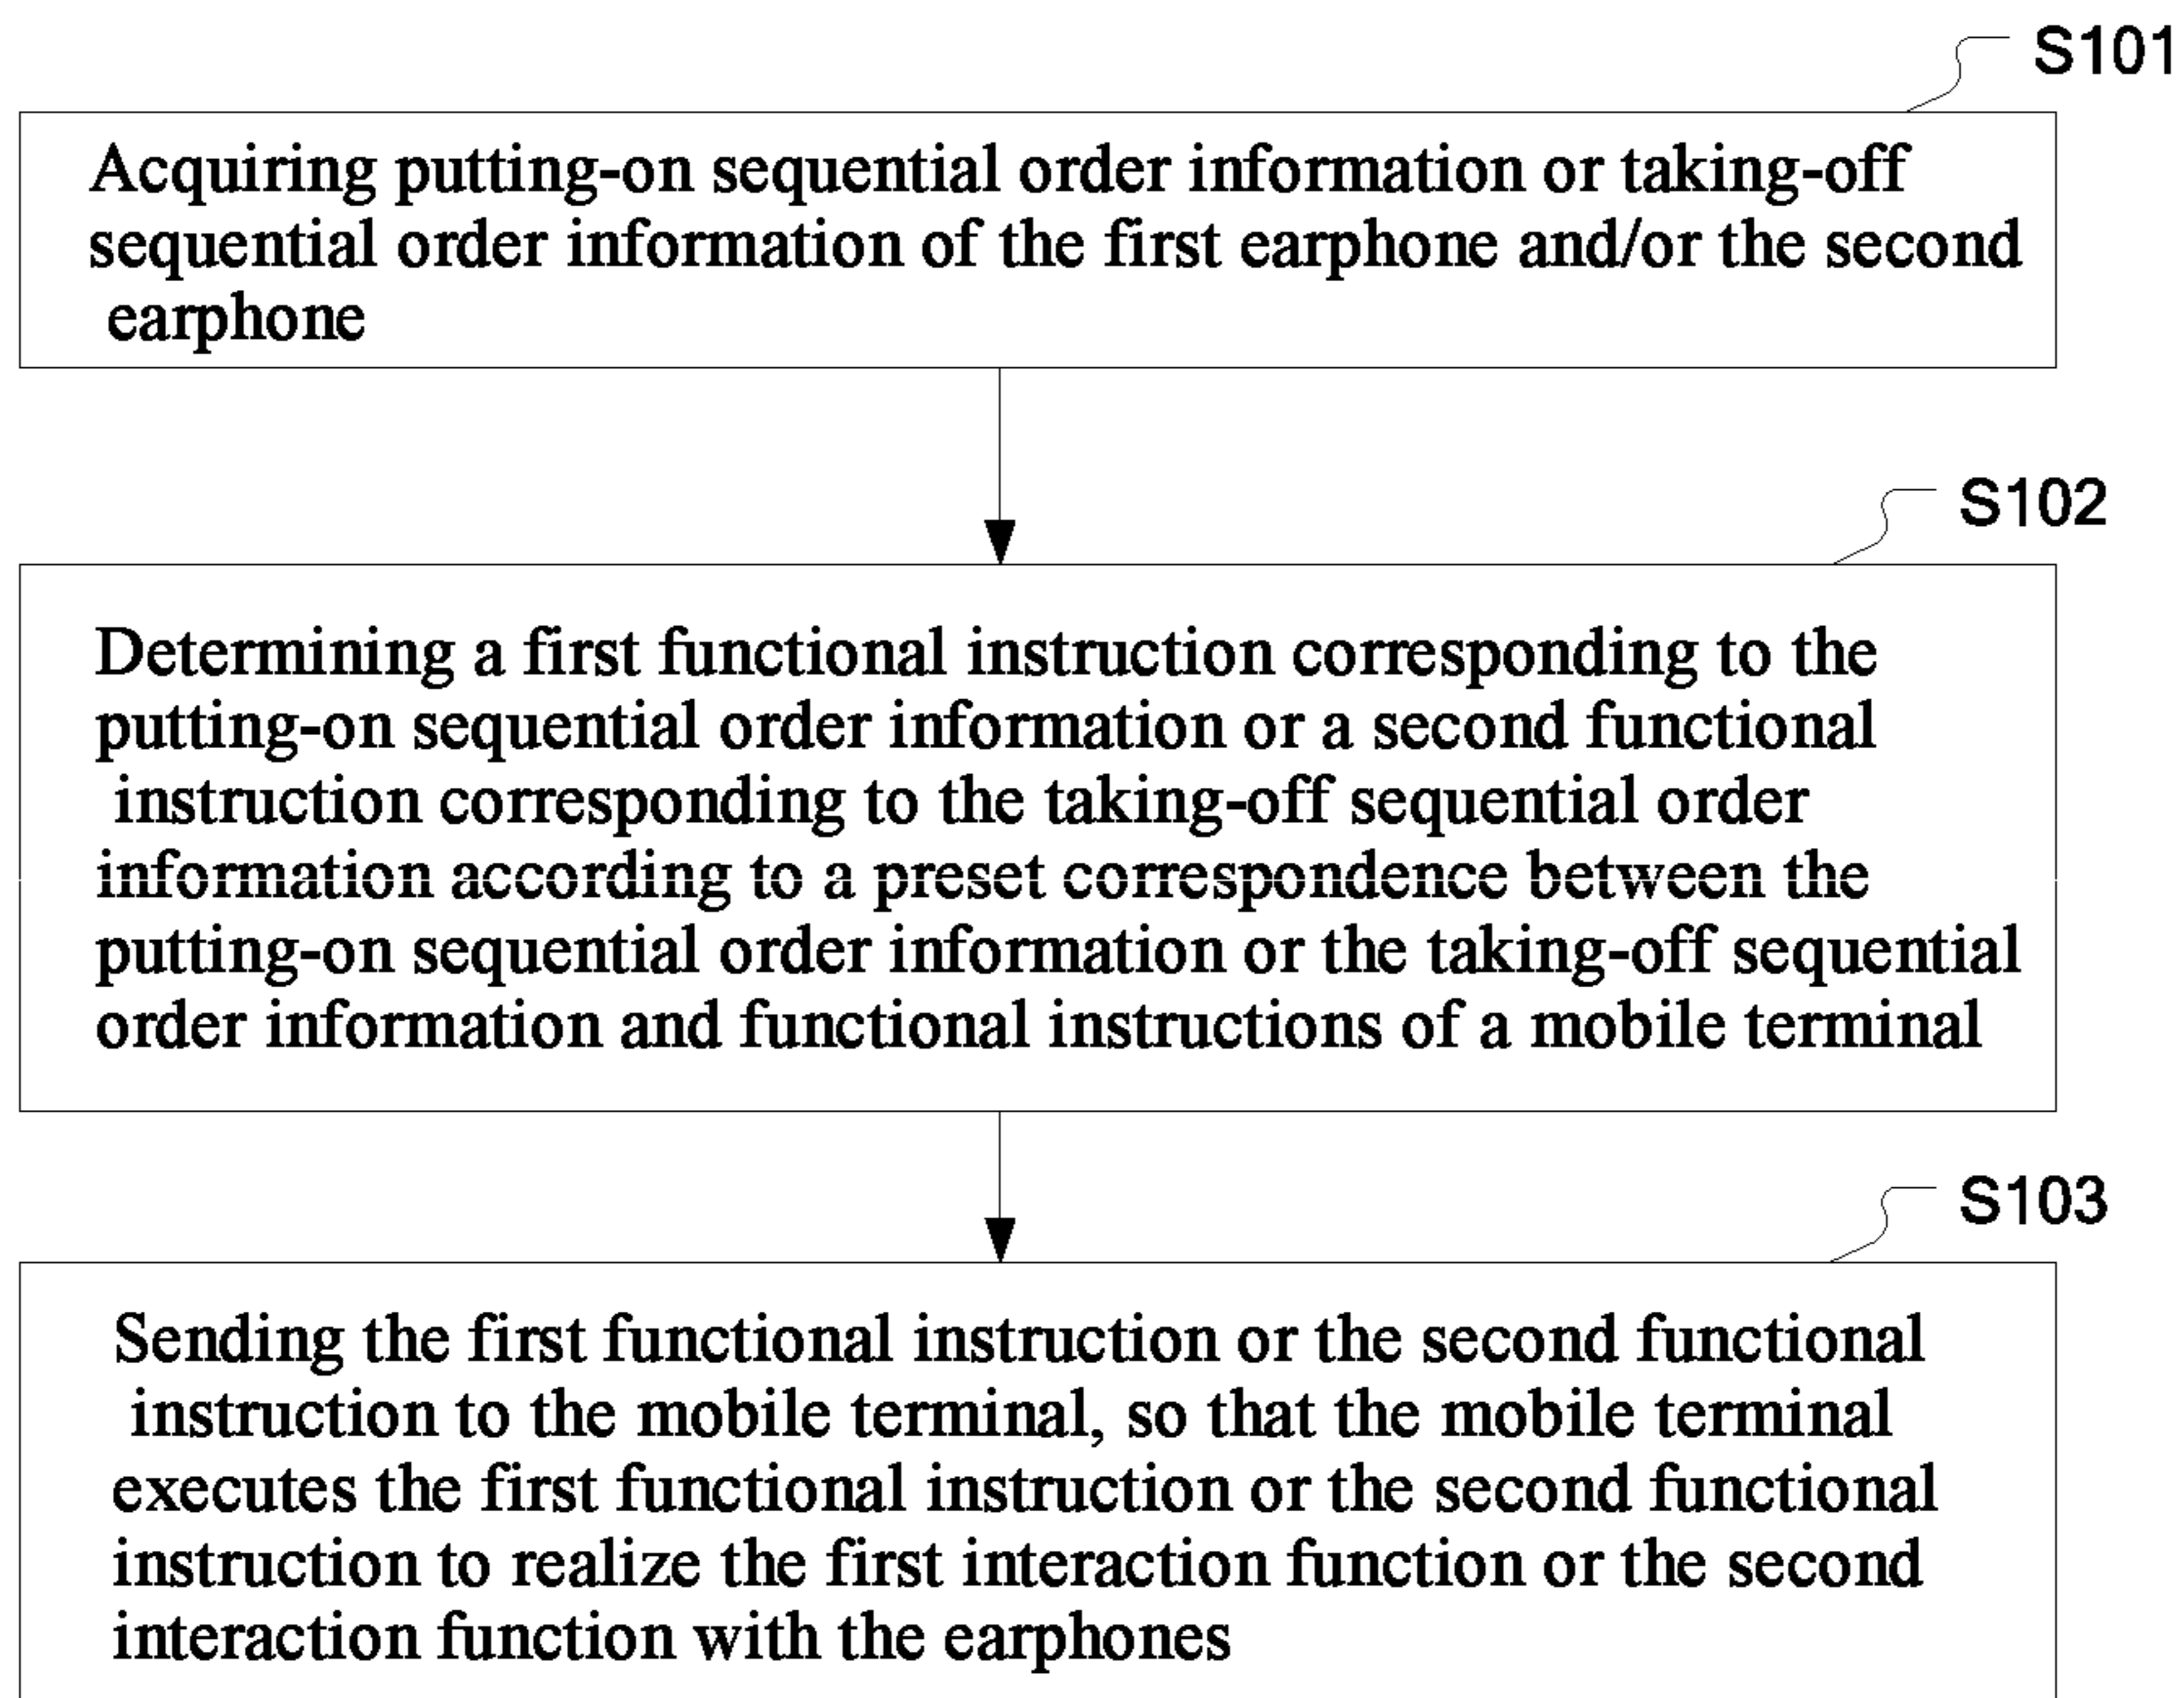 S101
Acquiring putting-on sequential order information or taking-off
sequential order information of the first earphone and/or the second
earphone
S102
Determining a first functional instruction corresponding to the
putting-on sequential order information or a second functional
instruction corresponding to the taking-off sequential order
information according to a preset correspondence between the
putting-on sequential order information or the taking-off sequential
order information and functional instructions of a mobile terminal
S103
Sending the first functional instruction or the second functional
instruction to the mobile terminal, so that the mobile terminal
executes the first functional instruction or the second functional
instruction to realize the first interaction function or the second
interaction function with the earphones